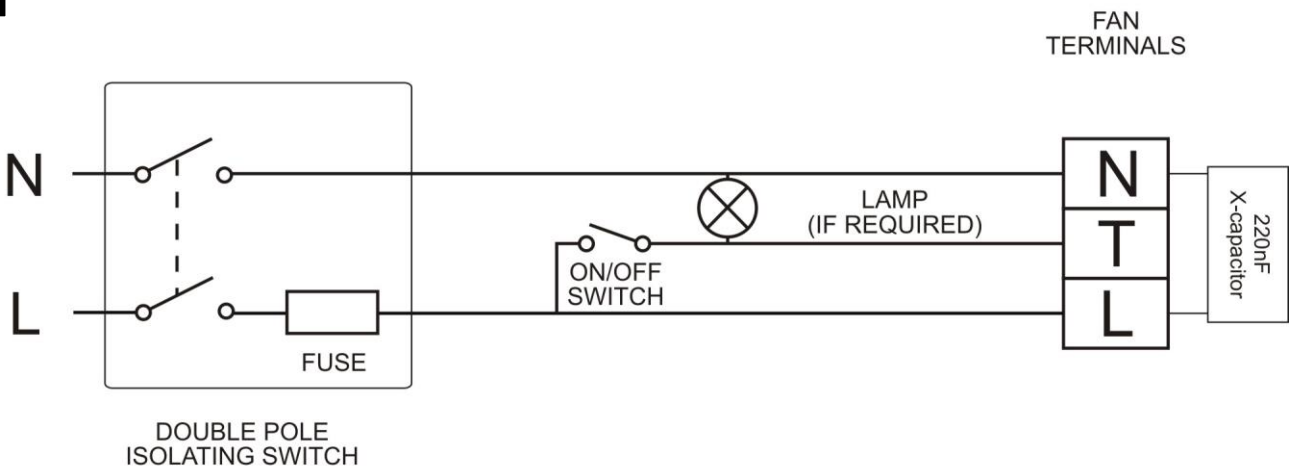 FAN
TERMINALS
N
N
LAMP
(IF REQUIRED)
T
220nF
X-capacitor
ON/OFF
SWITCH
L
L
FUSE
DOUBLE POLE
ISOLATING SWITCH